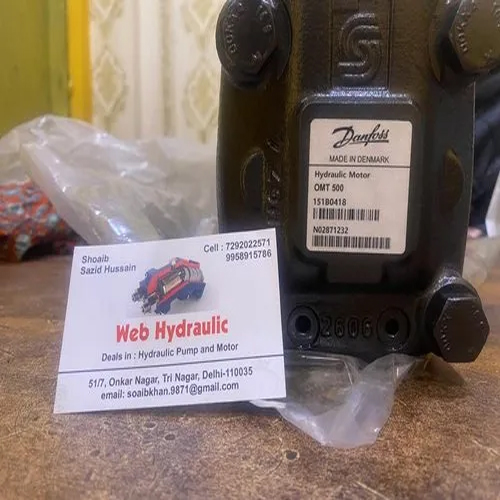 Danfoss
MADE IN DENMARK
Hydraulic Motor
OMT 500
151B0418
N02871232
2606
Shoaib
Sazid Hussain
Cell : 7292022571
9958915786
Web Hydraulic
Deals in : Hydraulic Pump and Motor
51/7, Onkar Nagar, Tri Nagar, Delhi-110035
email: soaibkhan.9871@gmail.com